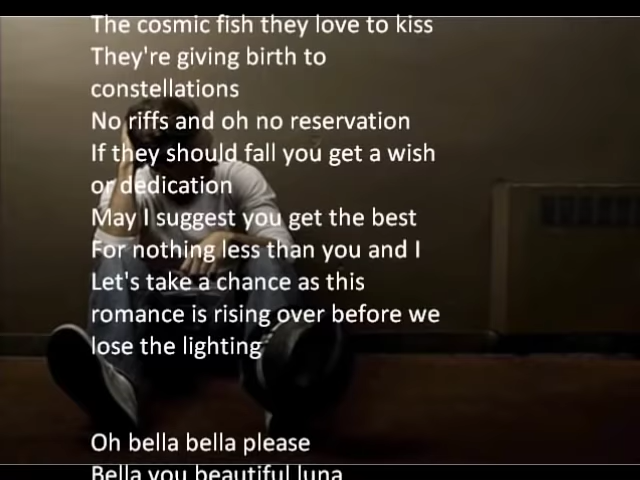 The cosmic fish they love to kiss
They're giving birth to
constellations
No riffs and oh no reservation
If they should fall you get a wish
or dedication
May I suggest you get the best
For nothing less than you and I
Let's take a chance as this
romance is rising over before we
lose the lighting
Oh bella bella please
Bella you beautiful luna